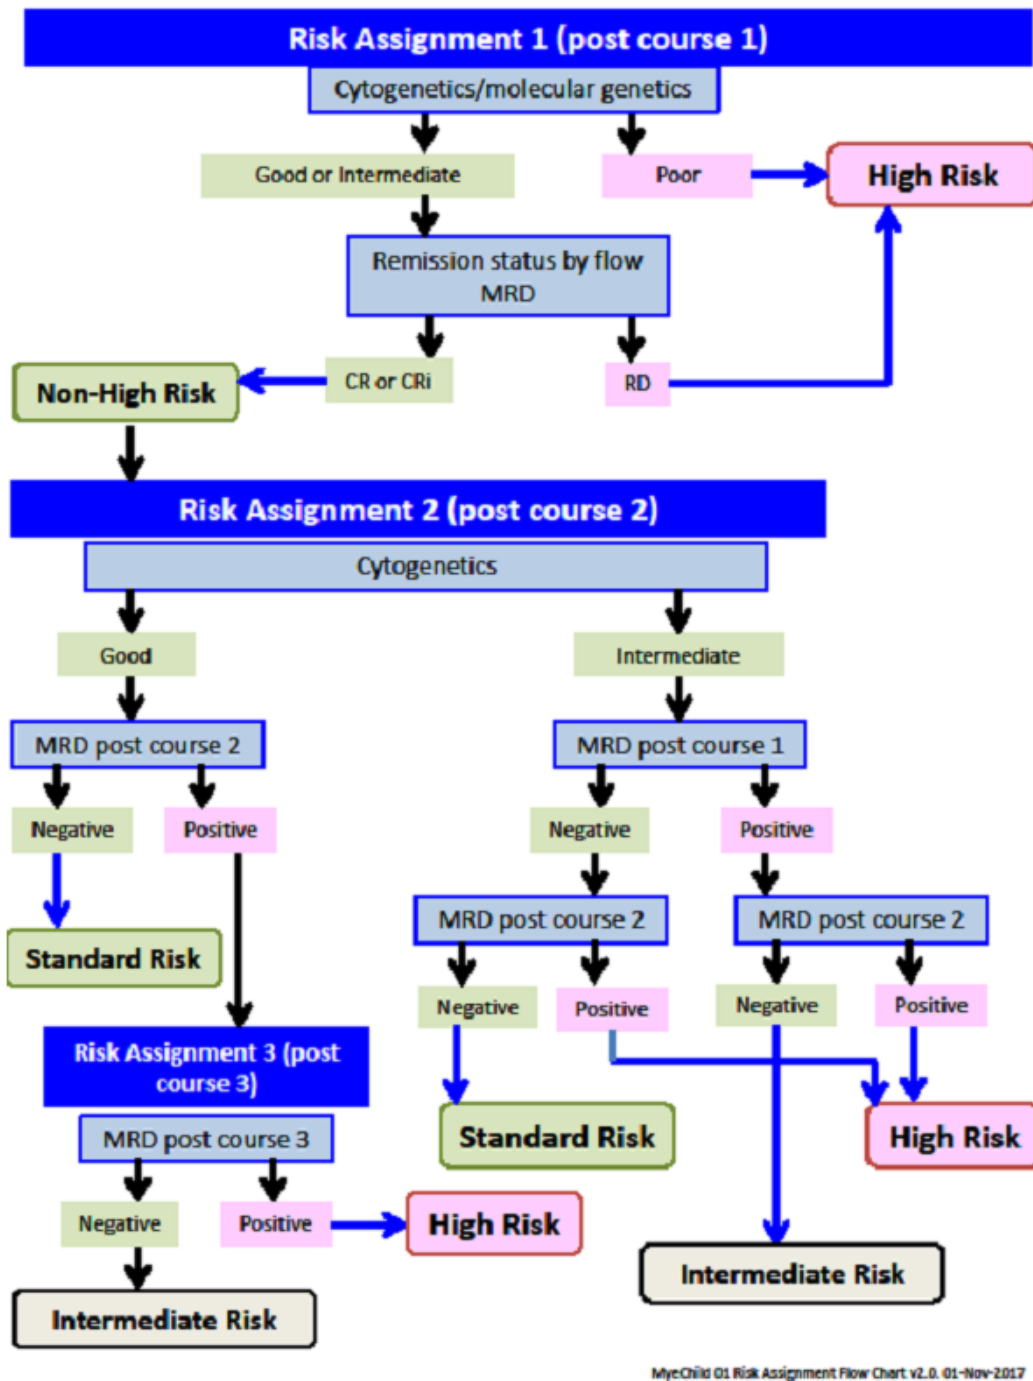 Risk Assignment 1 (post course 1)
Cytogenetics/molecular genetics
Good or Intermediate
Poor
High Risk
Remission status by flow
MRD
CR or CRi
RD
Non-High Risk
Risk Assignment 2 (post course 2)
Cytogenetics
Good
Intermediate
MRD post course 2
MRD post course 1
Negative
Positive
Negative
Positive
MRD post course 2
MRD post course 2
Standard Risk
Negative
Positive
Negative
Positive
Risk Assignment 3 (post
course 3)
MRD post course 3
Standard Risk
High Risk
Negative
Positive
High Risk
Intermediate Risk
Intermediate Risk
MyeChild 01 Risk Assignment Flow Chart v2.0. 01-Nov-2017